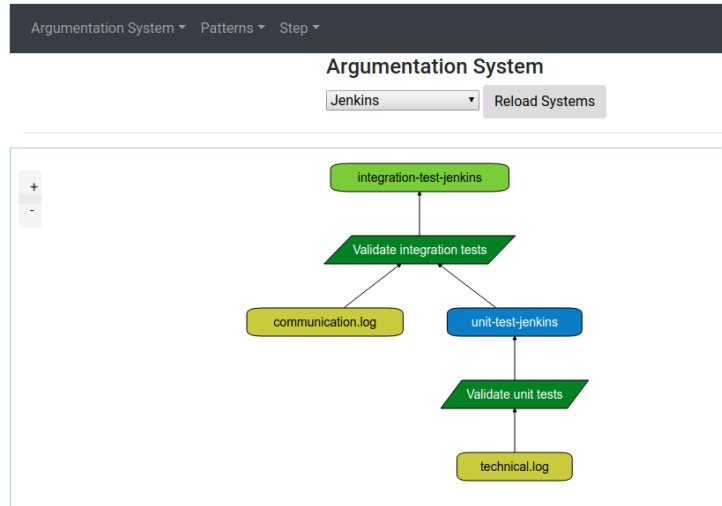 Argumentation System Patterns Step
Argumentation System
Jenkins Reload Systems
+
-
integration-test-jenkins
Validate integration tests
communication.log unit-test-jenkins
Validate unit tests
technical.log